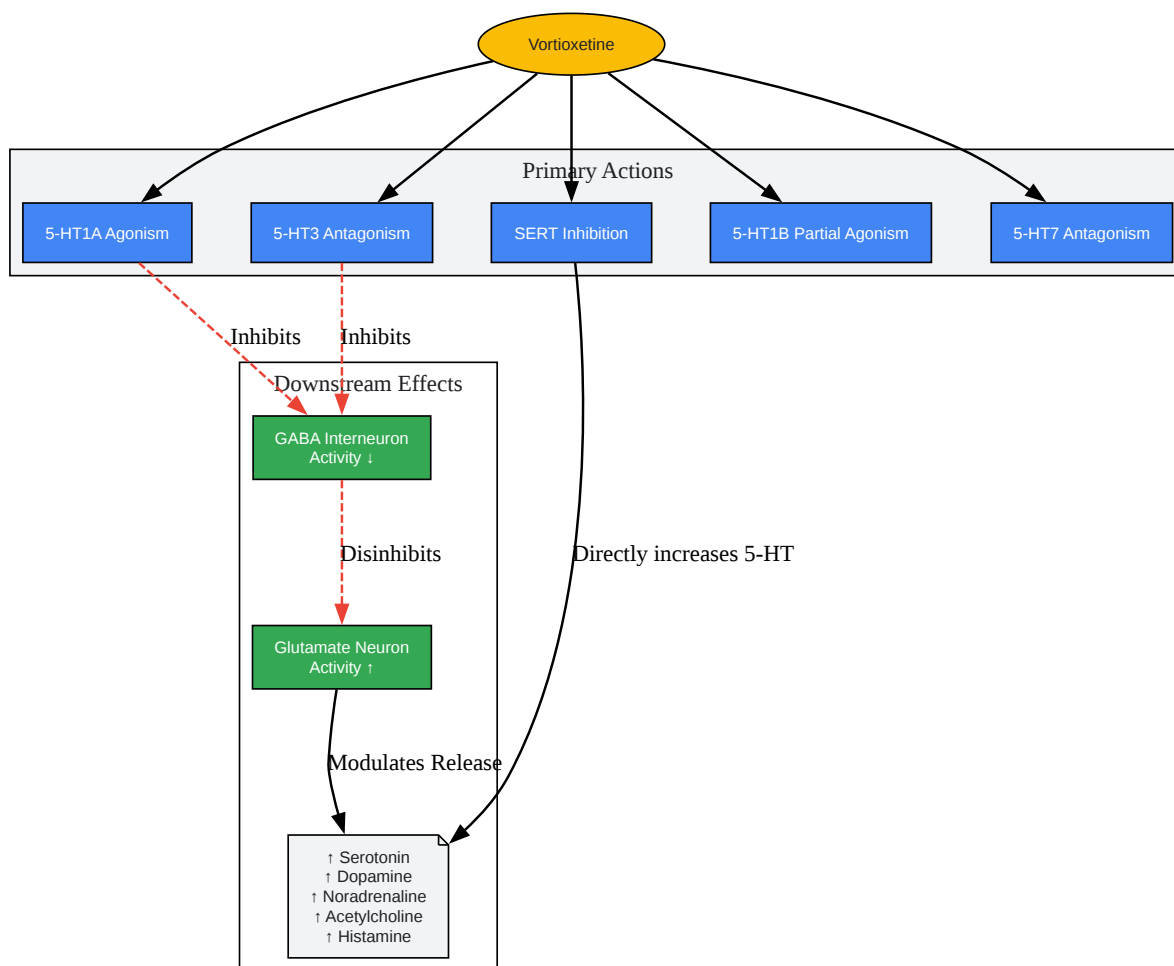 Vortioxetine
Primary Actions
5-HT1A Agonism
5-HT3 Antagonism
SERT Inhibition
5-HT1B Partial Agonism
5-HT7 Antagonism
Inhibits
Inhibits
Downstream Effects
GABA Interneuron
Activity ↓
Disinhibits
Directly increases 5-HT
Glutamate Neuron
Activity ↑
Modulates Release
↑ Serotonin
↑ Dopamine
↑ Noradrenaline
↑ Acetylcholine
↑ Histamine